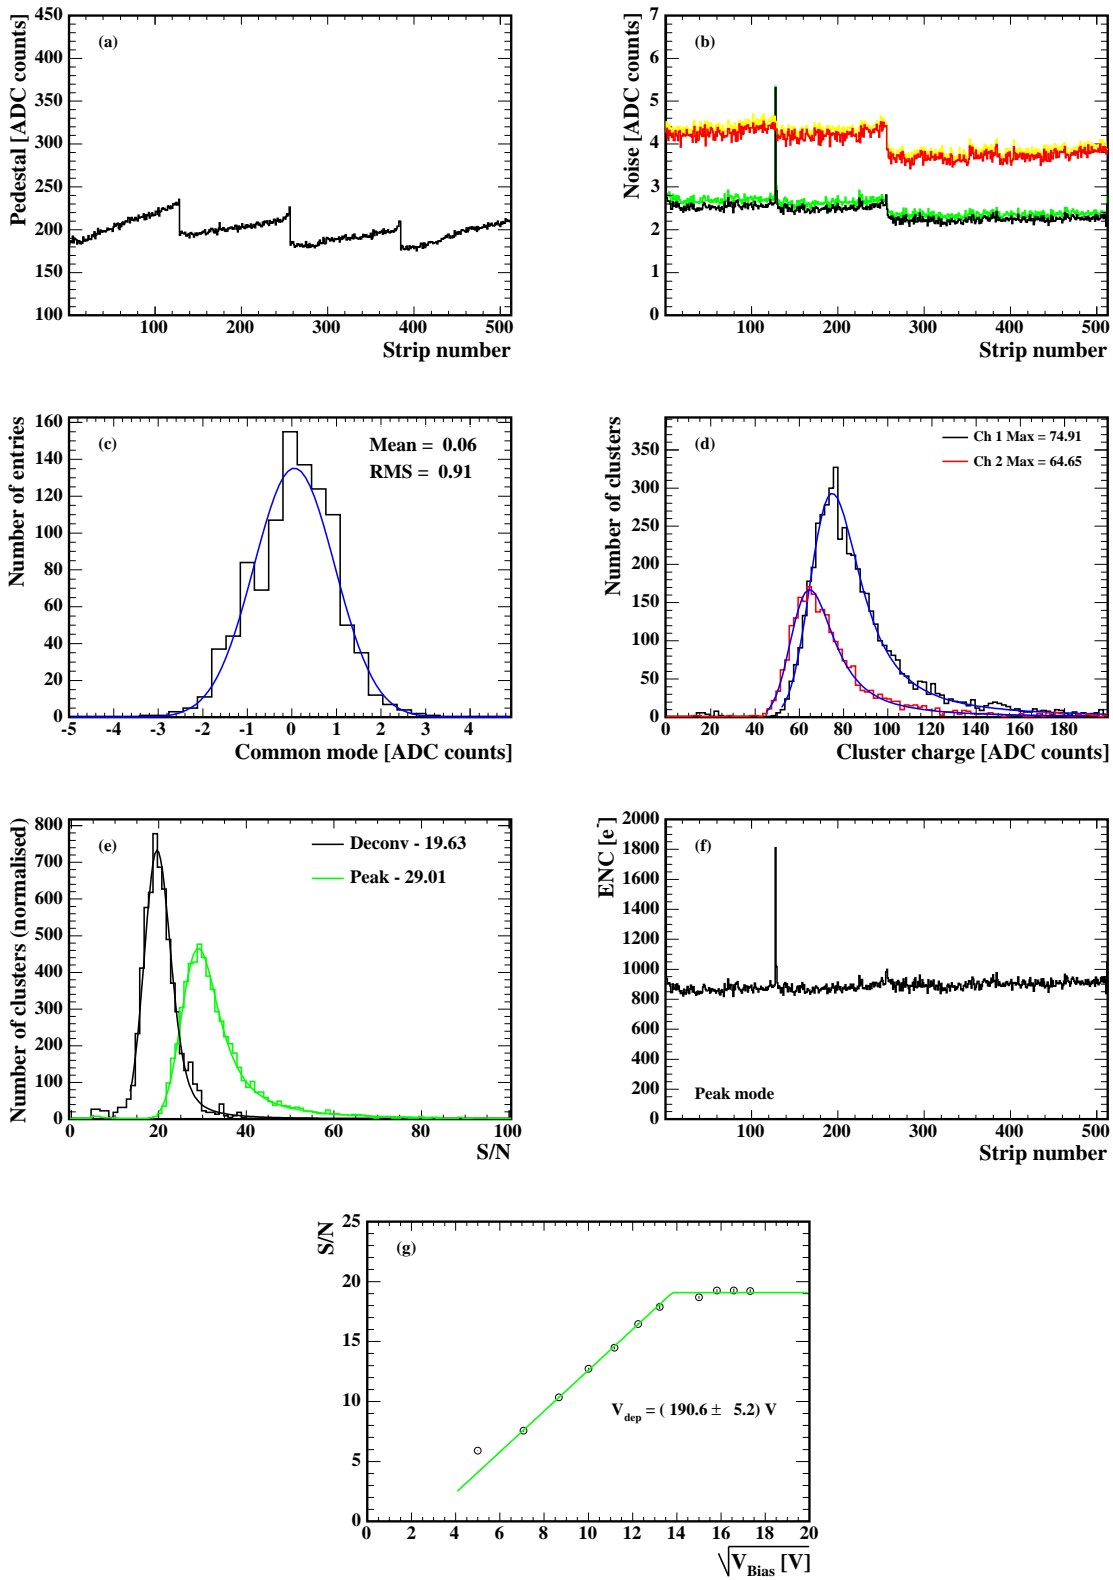 Pedestal [ADC counts]
(a)
450
400
350
300
250
200
150
100
100 200 300 400 500
Strip number
Noise [ADC counts]
(b)
7
6
5
4
3
2
1
0
100 200 300 400 500
Strip number
Number of entries
(c)
Mean = 0.06
RMS = 0.91
160
140
120
100
80
60
40
20
0
-5 -4 -3 -2 -1 0 1 2 3 4
Common mode [ADC counts]
Number of clusters
(d)
Ch 1 Max = 74.91
Ch 2 Max = 64.65
350
300
250
200
150
100
50
0
0 20 40 60 80 100 120 140 160 180
Cluster charge [ADC counts]
Number of clusters (normalised)
(e)
Deconv - 19.63
Peak - 29.01
800
700
600
500
400
300
200
100
0
0 20 40 60 80 100
S/N
ENC [e-]
(f)
2000
1800
1600
1400
1200
1000
800
600
400
200
0
Peak mode
100 200 300 400 500
Strip number
S/N
(g)
25
20
15
10
5
0
V_dep = ( 190.6 ± 5.2) V
0 2 4 6 8 10 12 14 16 18 20
√V_Bias [V]